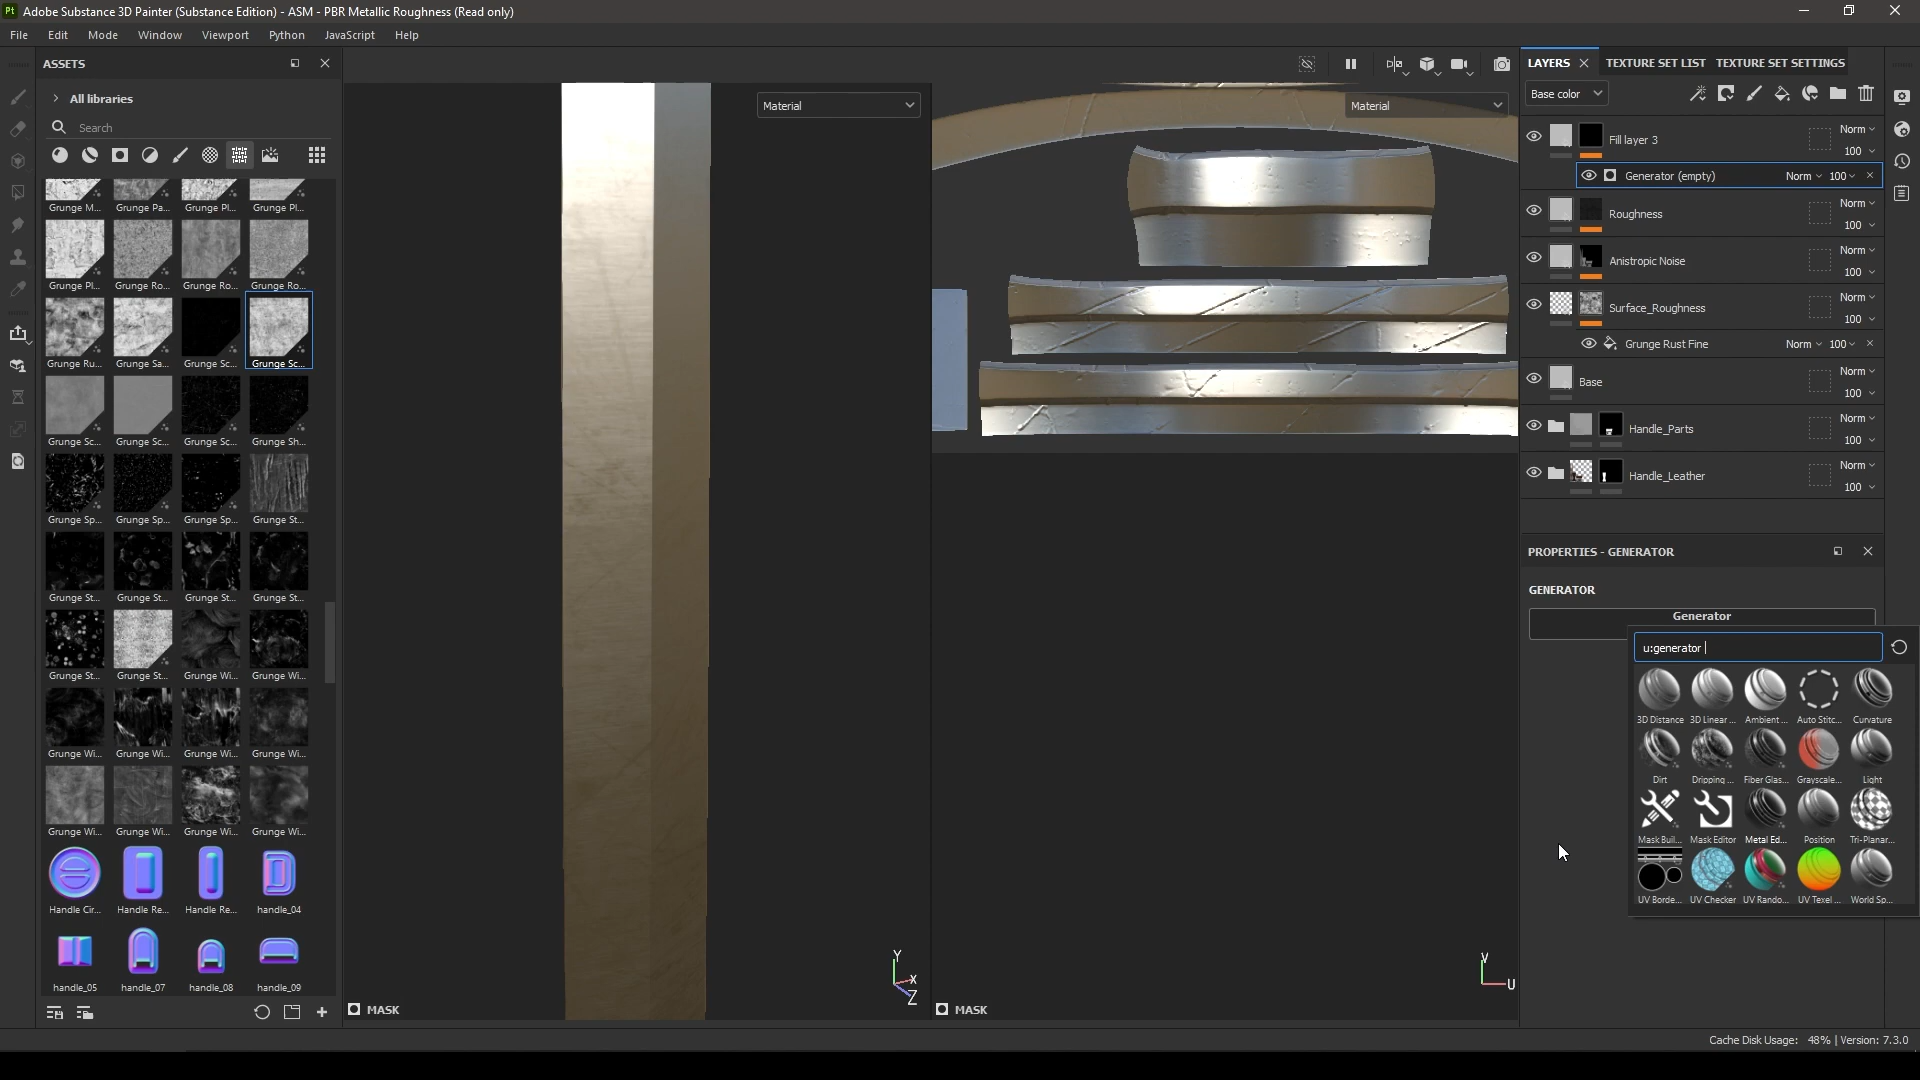 Pt Adobe Substance 3D Painter (Substance Edition) - ASM - PBR Metallic Roughness (Read only)
File Edit Mode Window Viewport Python JavaScript Help
ASSETS
All libraries
Search
Grunge M... Grunge Pa... Grunge Pl... Grunge Pl...
Grunge Pl... Grunge Ro... Grunge Ro... Grunge Ro...
Grunge Ru... Grunge Sa... Grunge Sc... Grunge Sc...
Grunge Sc... Grunge Sc... Grunge Sc... Grunge Sh...
Grunge Sp... Grunge Sp... Grunge Sp... Grunge St...
Grunge St... Grunge St... Grunge St... Grunge St...
Grunge St... Grunge St... Grunge Wi... Grunge Wi...
Grunge Wi... Grunge Wi... Grunge Wi... Grunge Wi...
Grunge Wi... Grunge Wi... Grunge Wi... Grunge Wi...
Handle Cir... Handle Re... Handle Re... handle_04
handle_05 handle_07 handle_08 handle_09
Material
Y
X
Z
MASK
Material
V
U
MASK
LAYERS TEXTURE SET LIST TEXTURE SET SETTINGS
Base color
Fill layer 3 Norm
100
Generator (empty) Norm 100
Roughness Norm
100
Anistropic Noise Norm
100
Surface_Roughness Norm
100
Grunge Rust Fine Norm 100
Base Norm
100
Handle_Parts Norm
100
Handle_Leather Norm
100
PROPERTIES - GENERATOR
GENERATOR
Generator
u:generator
3D Distance 3D Linear ... Ambient ... Auto Stitc... Curvature
Dirt Dripping ... Fiber Glas... Grayscale... Light
Mask Buil... Mask Editor Metal Ed... Position Tri-Planar...
UV Borde... UV Checker UV Rando... UV Texel ... World Sp...
Cache Disk Usage: 48% | Version: 7.3.0